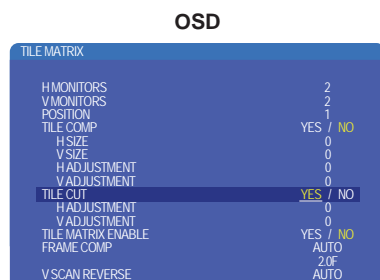 OSD
TILE MATRIX
H MONITORS 2
V MONITORS 2
POSITION 1
TILE COMP YES / NO
H SIZE 0
V SIZE 0
H ADJUSTMENT 0
V ADJUSTMENT 0
TILE CUT YES / NO
H ADJUSTMENT 0
V ADJUSTMENT 0
TILE MATRIX ENABLE YES / NO
FRAME COMP AUTO
2.0F
V SCAN REVERSE AUTO